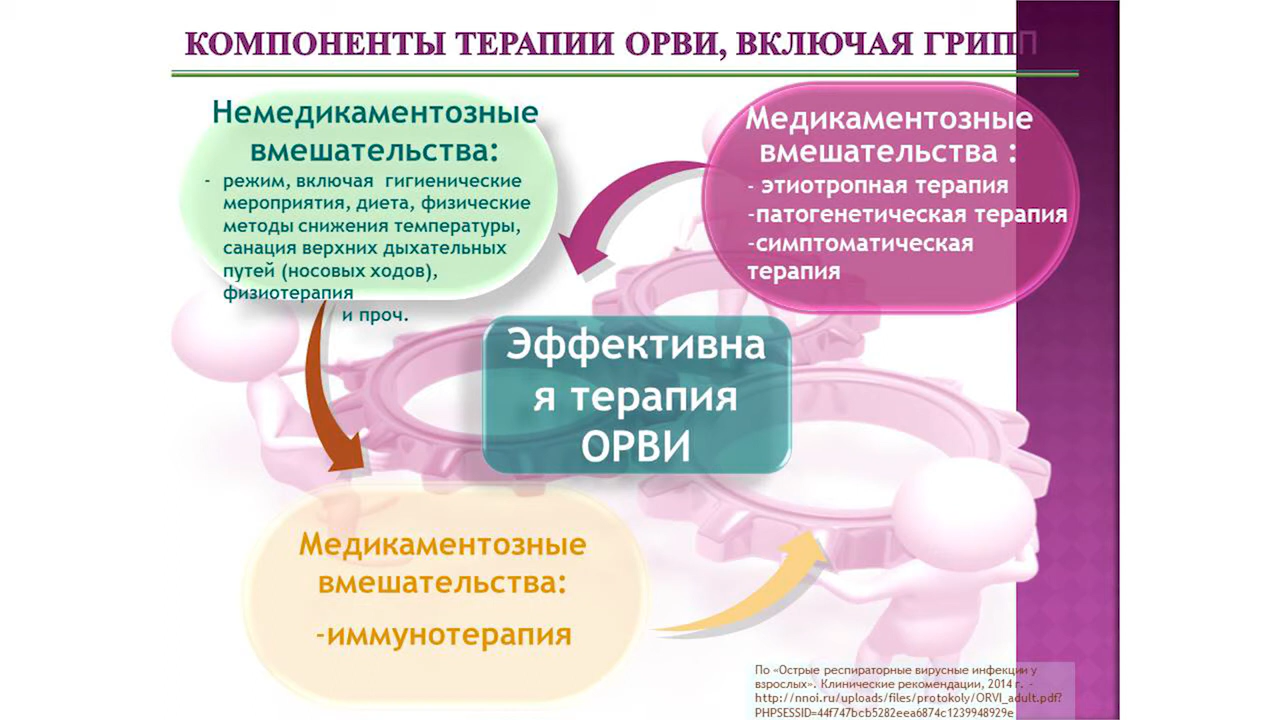 КОМПОНЕНТЫ ТЕРАПИИ ОРВИ, ВКЛЮЧАЯ ГРИПП
Немедикаментозные
вмешательства:
- режим, включая гигиенические
мероприятия, диета, физические
методы снижения температуры,
санация верхних дыхательных
путей (носовых ходов),
физиотерапия
и проч.
Медикаментозные
вмешательства :
- этиотропная терапия
-патогенетическая терапия
-симптоматическая
терапия
Эффективна
я терапия
ОРВИ
Медикаментозные
вмешательства:
-иммунотерапия
По «Острые респираторные вирусные инфекции у
взрослых». Клинические рекомендации, 2014 г. -
http://nnoi.ru/uploads/files/protokoly/ORVI_adult.pdf?
PHPSESSID=44f747bcb5282eea6874c1239948929e